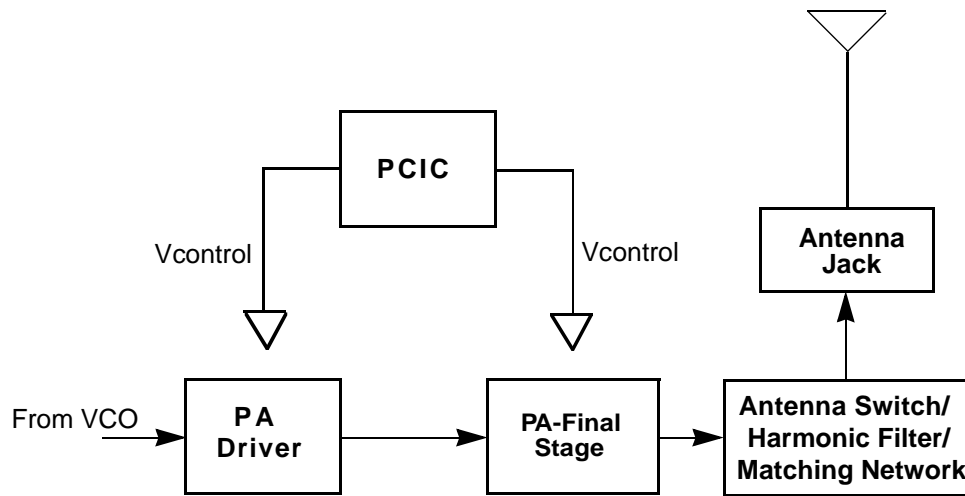 PCIC
Vcontrol
Vcontrol
Antenna
Jack
From VCO
PA
Driver
PA-Final
Stage
Antenna Switch/
Harmonic Filter/
Matching Network